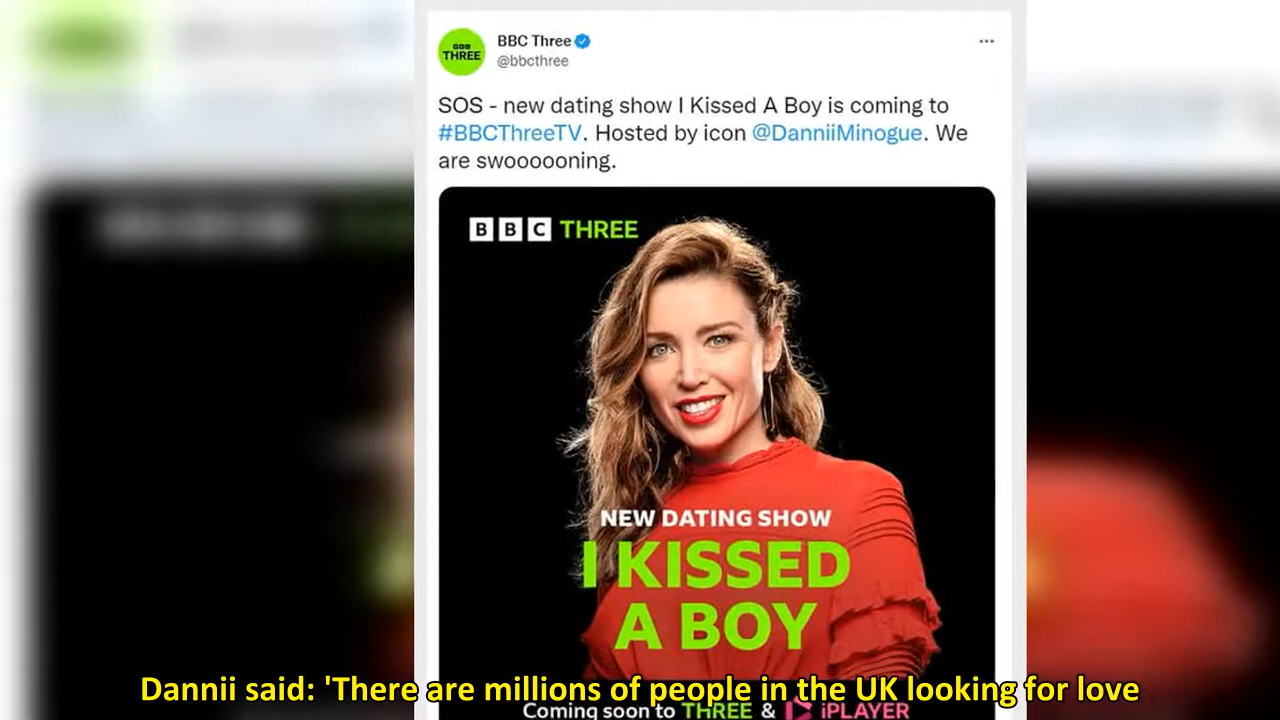 BBC Three
@bbcthree
SOS - new dating show I Kissed A Boy is coming to
#BBCThreeTV. Hosted by icon @DanniiMinogue. We
are swoooooning.
BBC THREE
BBC THREE
NEW DATING SHOW
I KISSED
A BOY
Dannii said: 'There are millions of people in the UK looking for love
Coming soon to THREE & iPLAYER